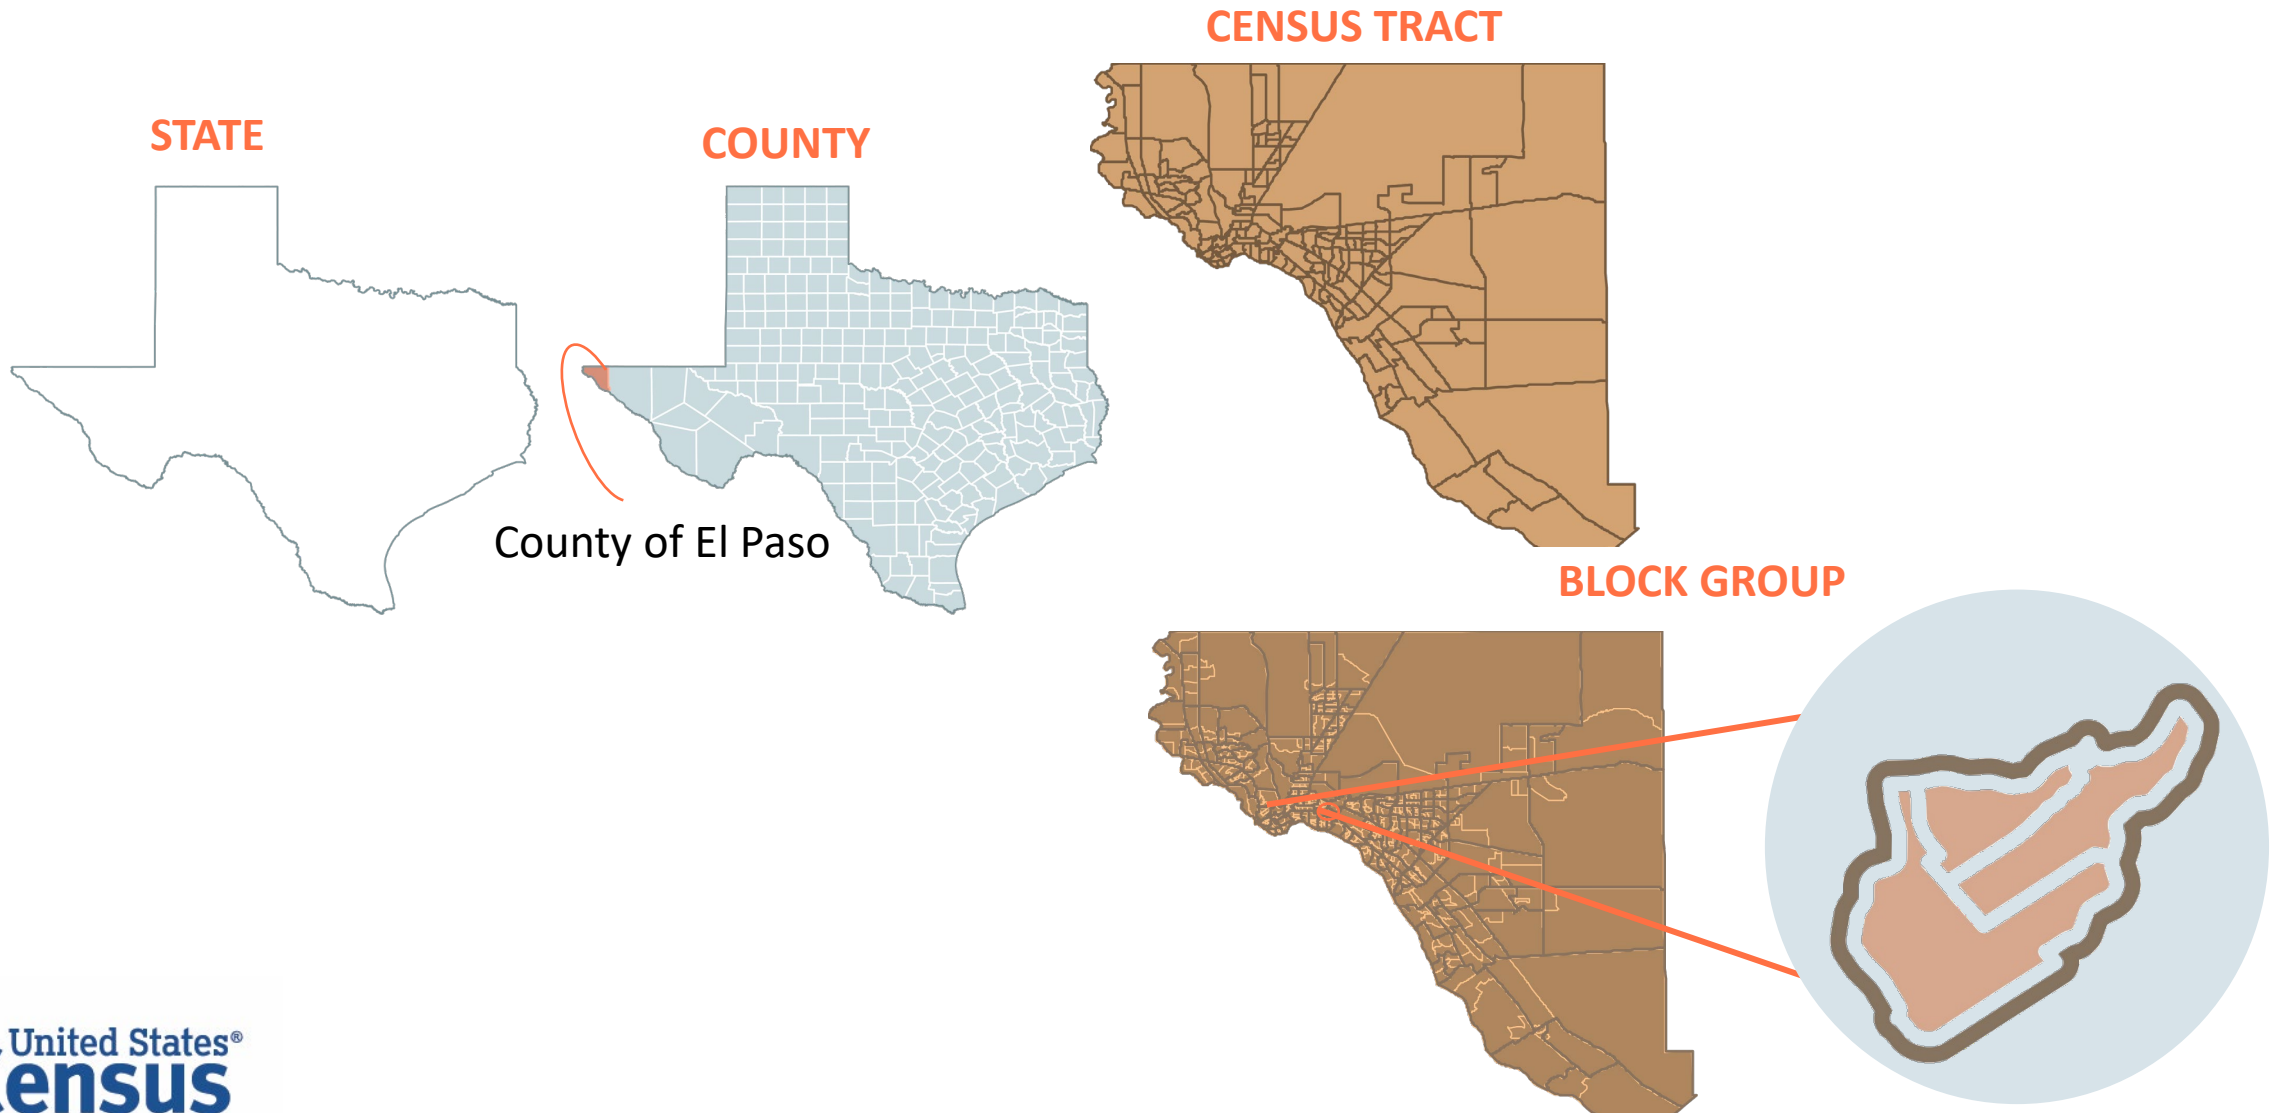 CENSUS TRACT
STATE
COUNTY
County of El Paso
BLOCK GROUP
United States®
ensus